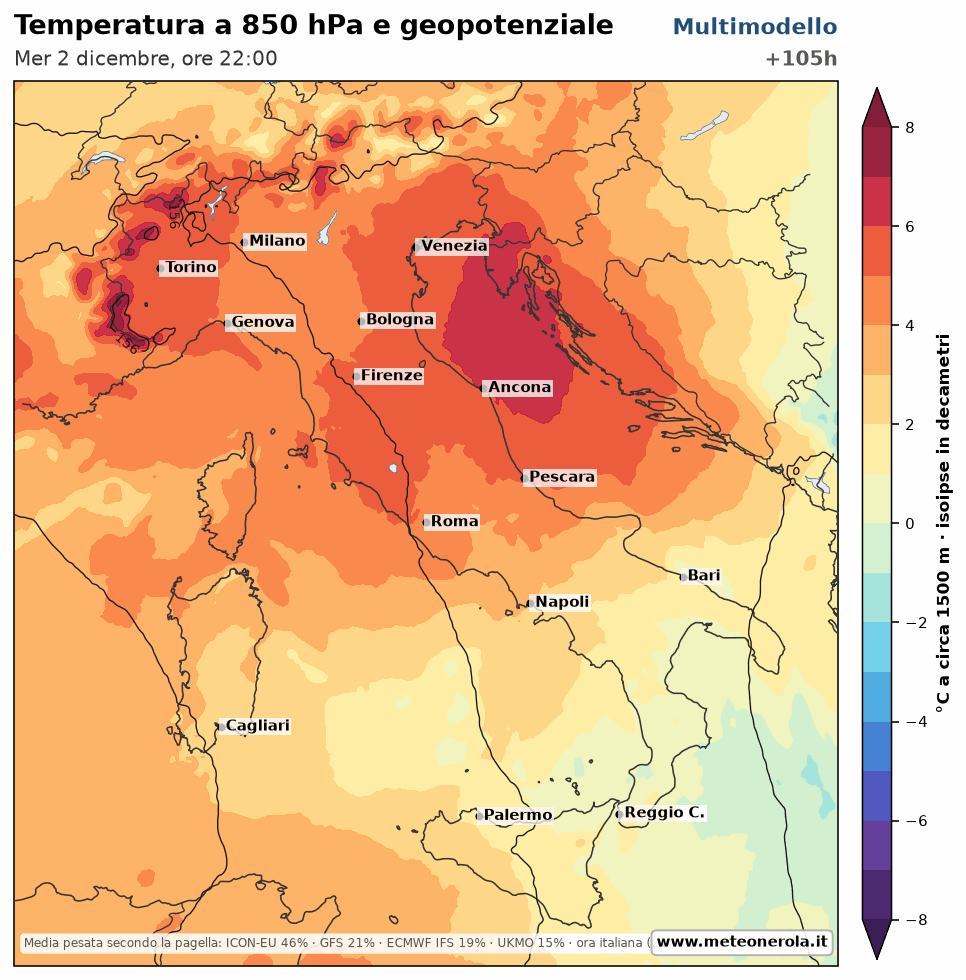 Temperatura a 850 hPa e geopotenziale
Multimodello
Mer 2 dicembre, ore 22:00
+105h
8
6
4
2
0
−2
−4
−6
−8
°C a circa 1500 m · isoipse in decametri
156
Milano
Venezia
Torino
Bologna
Genova
156
Firenze
Ancona
Pescara
Roma
Bari
Napoli
Cagliari
Palermo
Reggio C.
Media pesata secondo la pagella: ICON-EU 46% · GFS 21% · ECMWF IFS 19% · UKMO 15% · ora italiana (
www.meteonerola.it